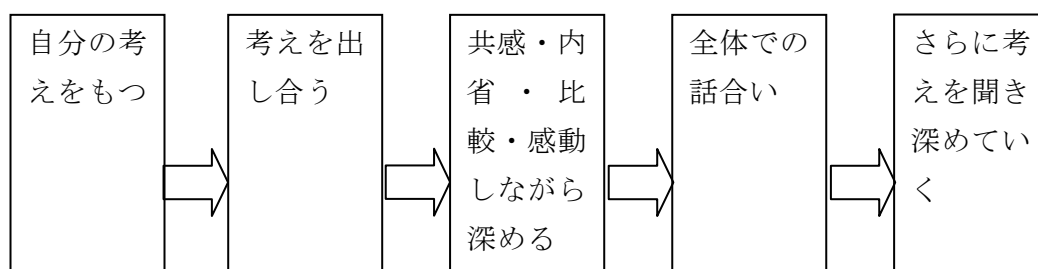 自分の考
えをもつ
考えを出
し合う
共感・内
省・比
較・感動
しながら
深める
全体での
話合い
さらに考
えを聞き
深めてい
く